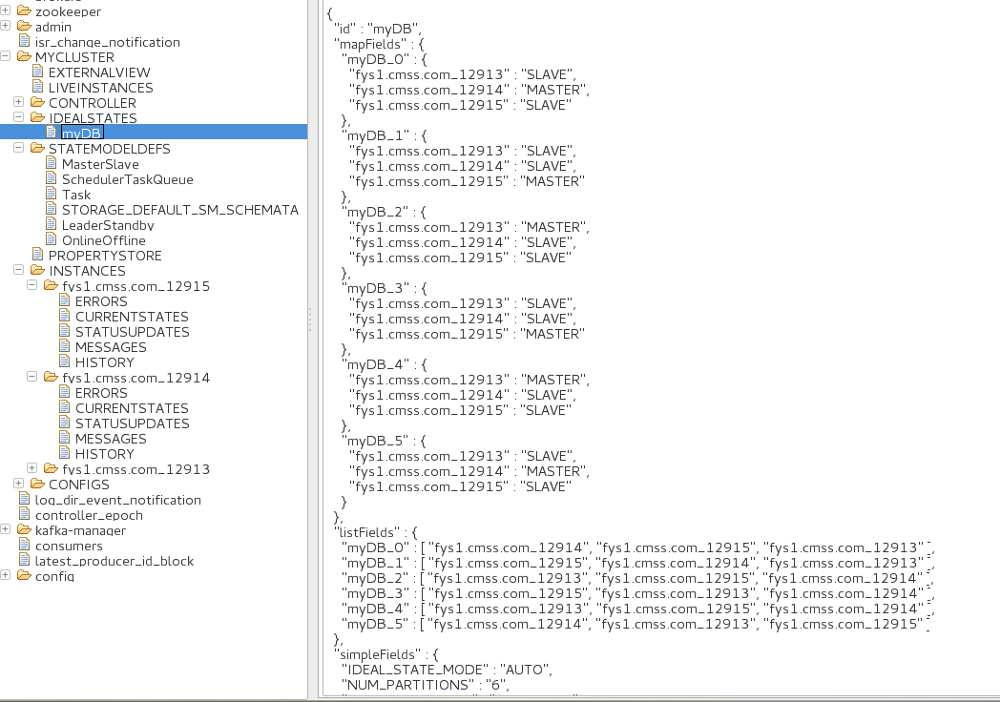 zookeeper
admin
isr_change_notification
MYCLUSTER
EXTERNALVIEW
LIVEINSTANCES
CONTROLLER
IDEALSTATES
myDB
STATEMODELDEFS
MasterSlave
SchedulerTaskQueue
Task
STORAGE_DEFAULT_SM_SCHEMATA
LeaderStandby
OnlineOffline
PROPERTYSTORE
INSTANCES
fys1.cmss.com_12915
ERRORS
CURRENTSTATES
STATUSUPDATES
MESSAGES
HISTORY
fys1.cmss.com_12914
ERRORS
CURRENTSTATES
STATUSUPDATES
MESSAGES
HISTORY
fys1.cmss.com_12913
CONFIGS
log_dir_event_notification
controller_epoch
kafka-manager
consumers
latest_producer_id_block
config
{
"id" : "myDB",
"mapFields" : {
"myDB_0" : {
"fys1.cmss.com_12913" : "SLAVE",
"fys1.cmss.com_12914" : "MASTER",
"fys1.cmss.com_12915" : "SLAVE"
},
"myDB_1" : {
"fys1.cmss.com_12913" : "SLAVE",
"fys1.cmss.com_12914" : "SLAVE",
"fys1.cmss.com_12915" : "MASTER"
},
"myDB_2" : {
"fys1.cmss.com_12913" : "MASTER",
"fys1.cmss.com_12914" : "SLAVE",
"fys1.cmss.com_12915" : "SLAVE"
},
"myDB_3" : {
"fys1.cmss.com_12913" : "SLAVE",
"fys1.cmss.com_12914" : "SLAVE",
"fys1.cmss.com_12915" : "MASTER"
},
"myDB_4" : {
"fys1.cmss.com_12913" : "MASTER",
"fys1.cmss.com_12914" : "SLAVE",
"fys1.cmss.com_12915" : "SLAVE"
},
"myDB_5" : {
"fys1.cmss.com_12913" : "SLAVE",
"fys1.cmss.com_12914" : "MASTER",
"fys1.cmss.com_12915" : "SLAVE"
}
},
"listFields" : {
"myDB_0" : [ "fys1.cmss.com_12914", "fys1.cmss.com_12915", "fys1.cmss.com_12913" ],
"myDB_1" : [ "fys1.cmss.com_12915", "fys1.cmss.com_12914", "fys1.cmss.com_12913" ],
"myDB_2" : [ "fys1.cmss.com_12913", "fys1.cmss.com_12915", "fys1.cmss.com_12914" ],
"myDB_3" : [ "fys1.cmss.com_12915", "fys1.cmss.com_12913", "fys1.cmss.com_12914" ],
"myDB_4" : [ "fys1.cmss.com_12913", "fys1.cmss.com_12915", "fys1.cmss.com_12914" ],
"myDB_5" : [ "fys1.cmss.com_12914", "fys1.cmss.com_12913", "fys1.cmss.com_12915" ]
},
"simpleFields" : {
"IDEAL_STATE_MODE" : "AUTO",
"NUM_PARTITIONS" : "6",